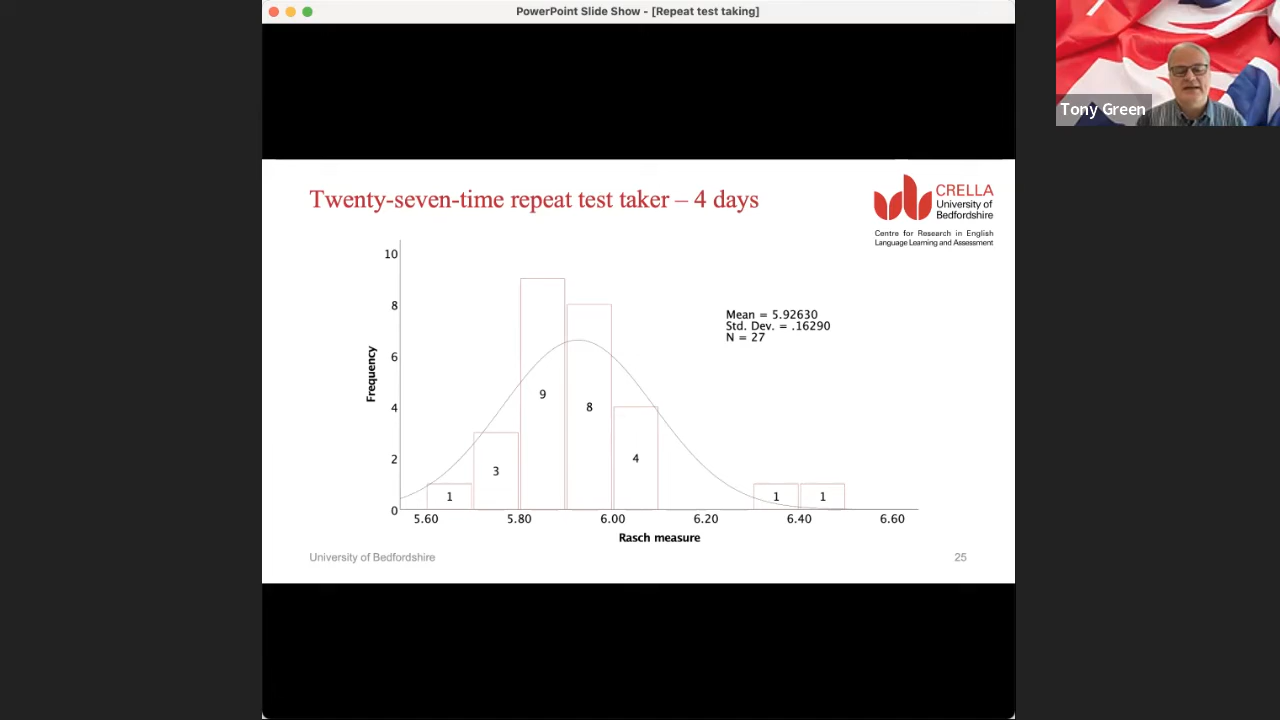 PowerPoint Slide Show - [Repeat test taking]
Tony Green
Twenty-seven-time repeat test taker – 4 days
CRELLA
University of
Bedfordshire
Centre for Research in English
Language Learning and Assessment
10
8
6
4
2
0
Frequency
1
3
9
8
4
1
1
Mean = 5.92630
Std. Dev. = .16290
N = 27
5.60
5.80
6.00
6.20
6.40
6.60
Rasch measure
University of Bedfordshire
25